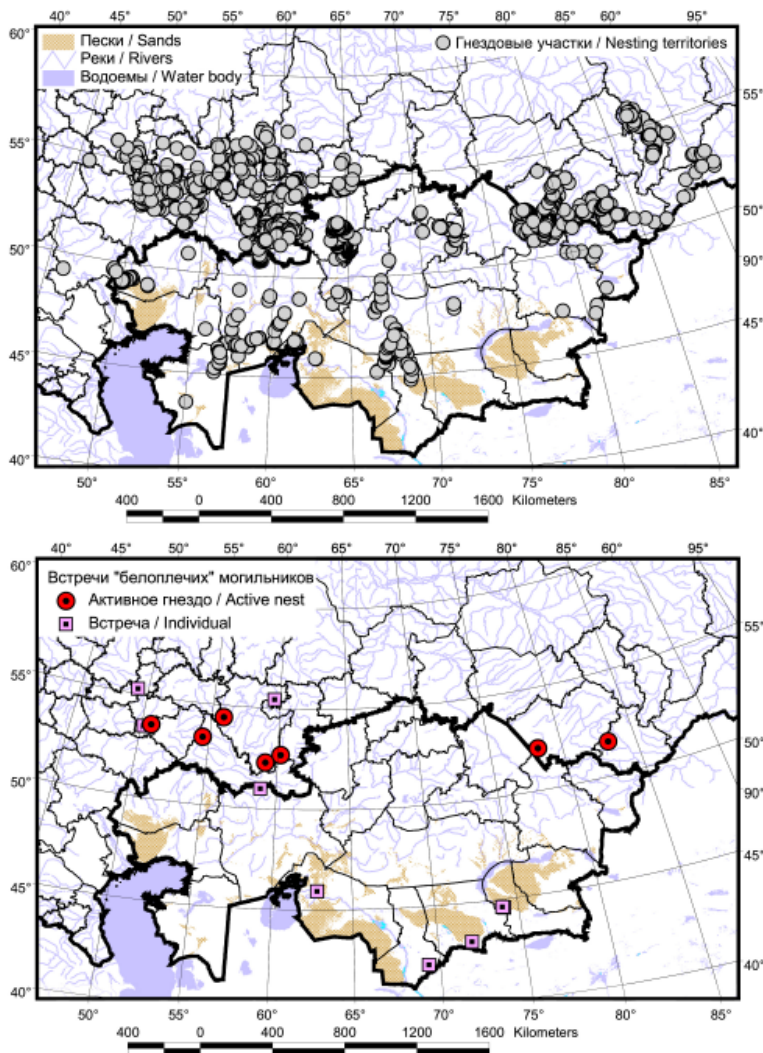 40° 45° 50° 55° 60° 65° 70° 75° 80° 85° 60° 95°
60°
Пески / Sands
Реки / Rivers
Водоемы / Water body
Гнездовые участки / Nesting territories
55°
55°
50°
50°
90°
45°
45°
40°
40°
50° 55° 60° 65° 70° 75° 80° 85°
400 0 400 800 1200 1600 Kilometers
40° 45° 50° 55° 60° 65° 70° 75° 80° 85° 60° 95°
60°
Встречи "белоплечих" могильников
Активное гнездо / Active nest
Встреча / Individual
55°
55°
50°
50°
90°
45°
45°
40°
40°
50° 55° 60° 65° 70° 75° 80° 85°
400 0 400 800 1200 1600 Kilometers